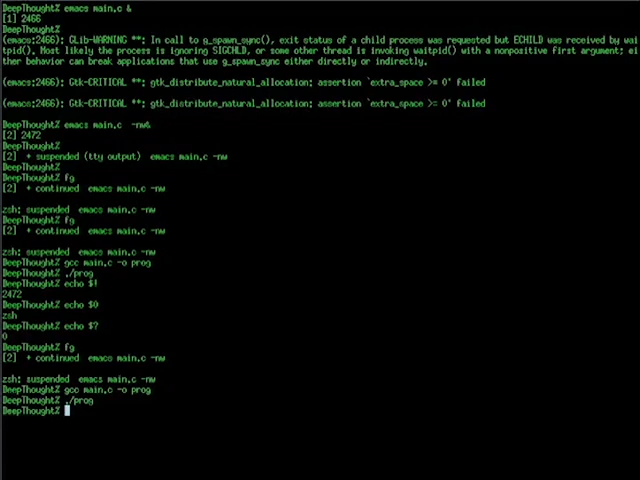 DeepThought% emacs main.c &
[1] 2466
DeepThought%
(emacs:2466): GLib-WARNING **: In call to g_spawn_sync(), exit status of a child process was requested but ECHILD was received by wai
tpid(). Most likely the process is ignoring SIGCHLD, or some other thread is invoking waitpid() with a nonpositive first argument; ei
ther behavior can break applications that use g_spawn_sync either directly or indirectly.
(emacs:2466): Gtk-CRITICAL **: gtk_distribute_natural_allocation: assertion `extra_space >= 0' failed
(emacs:2466): Gtk-CRITICAL **: gtk_distribute_natural_allocation: assertion `extra_space >= 0' failed
DeepThought% emacs main.c  -nw&
[2] 2472
DeepThought%
[2]  + suspended (tty output)  emacs main.c -nw
DeepThought%
DeepThought% fg
[2]  + continued  emacs main.c -nw
zsh: suspended  emacs main.c -nw
DeepThought% fg
[2]  + continued  emacs main.c -nw
zsh: suspended  emacs main.c -nw
DeepThought% gcc main.c -o prog
DeepThought% ./prog
DeepThought% echo $!
2472
DeepThought% echo $0
zsh
DeepThought% echo $?
0
DeepThought% fg
[2]  + continued  emacs main.c -nw
zsh: suspended  emacs main.c -nw
DeepThought% gcc main.c -o prog
DeepThought% ./prog
DeepThought%